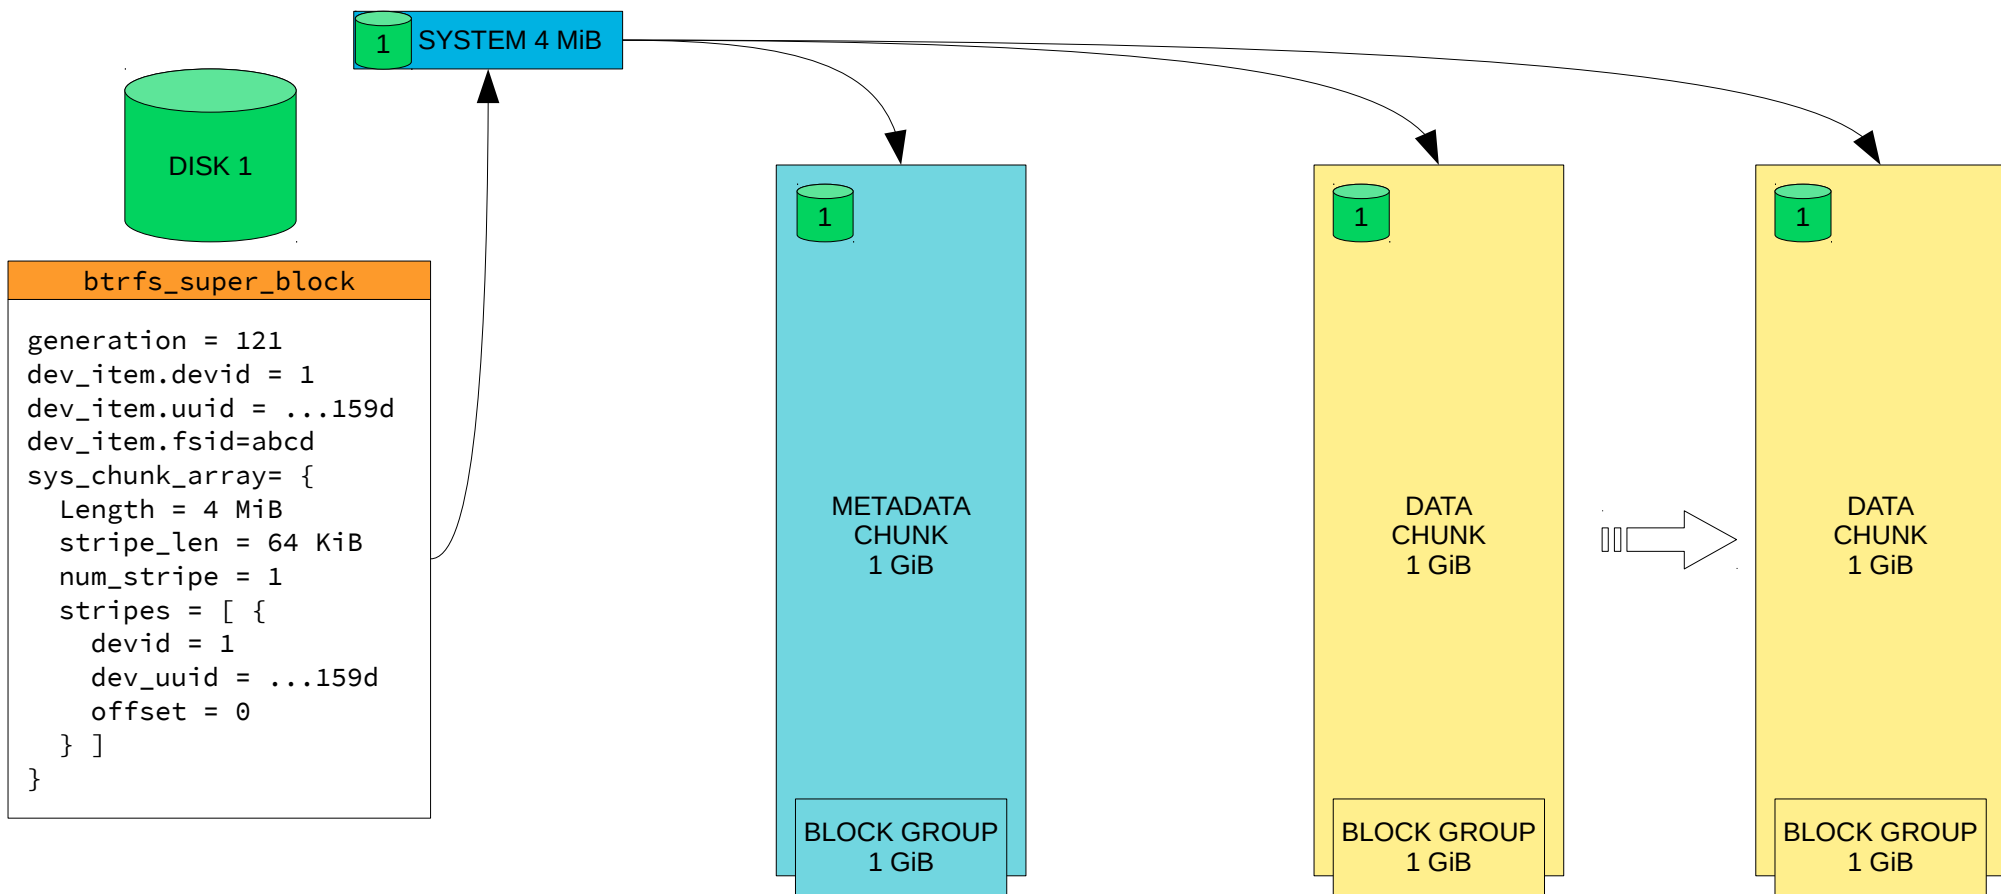 1
SYSTEM 4 MiB
DISK 1
btrfs_super_block
generation = 121
dev_item.devid = 1
dev_item.uuid = ...159d
dev_item.fsid=abcd
sys_chunk_array= {
  Length = 4 MiB
  stripe_len = 64 KiB
  num_stripe = 1
  stripes = [ {
    devid = 1
    dev_uuid = ...159d
    offset = 0
  } ]
}
1
METADATA
CHUNK
1 GiB
BLOCK GROUP
1 GiB
1
DATA
CHUNK
1 GiB
BLOCK GROUP
1 GiB
1
DATA
CHUNK
1 GiB
BLOCK GROUP
1 GiB